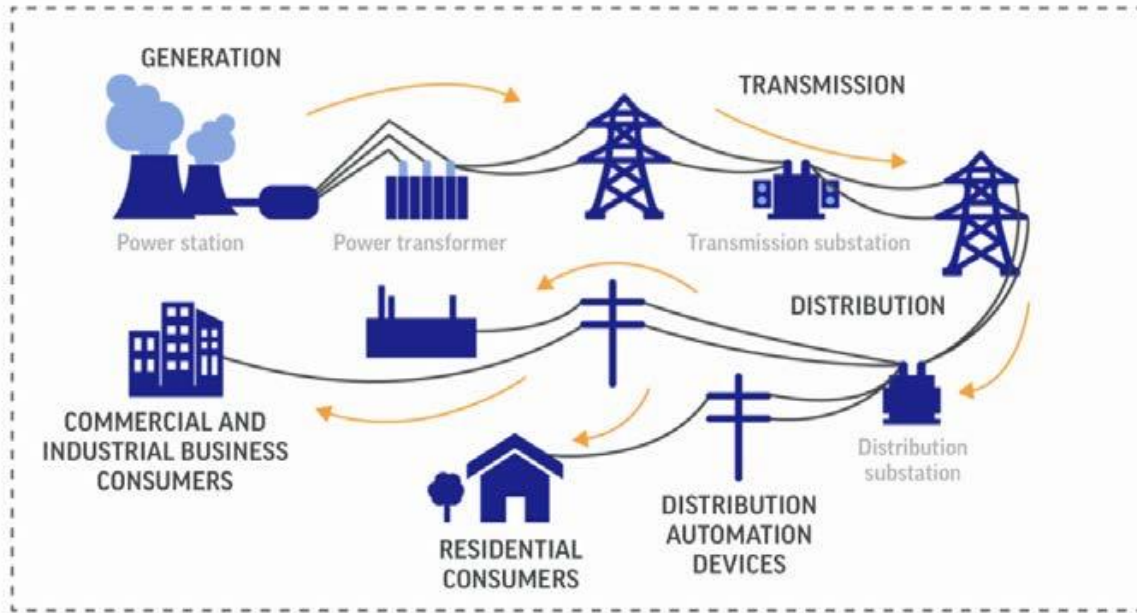 GENERATION
TRANSMISSION
Power station
Power transformer
Transmission substation
DISTRIBUTION
COMMERCIAL AND
INDUSTRIAL BUSINESS
CONSUMERS
Distribution
substation
RESIDENTIAL
CONSUMERS
DISTRIBUTION
AUTOMATION
DEVICES